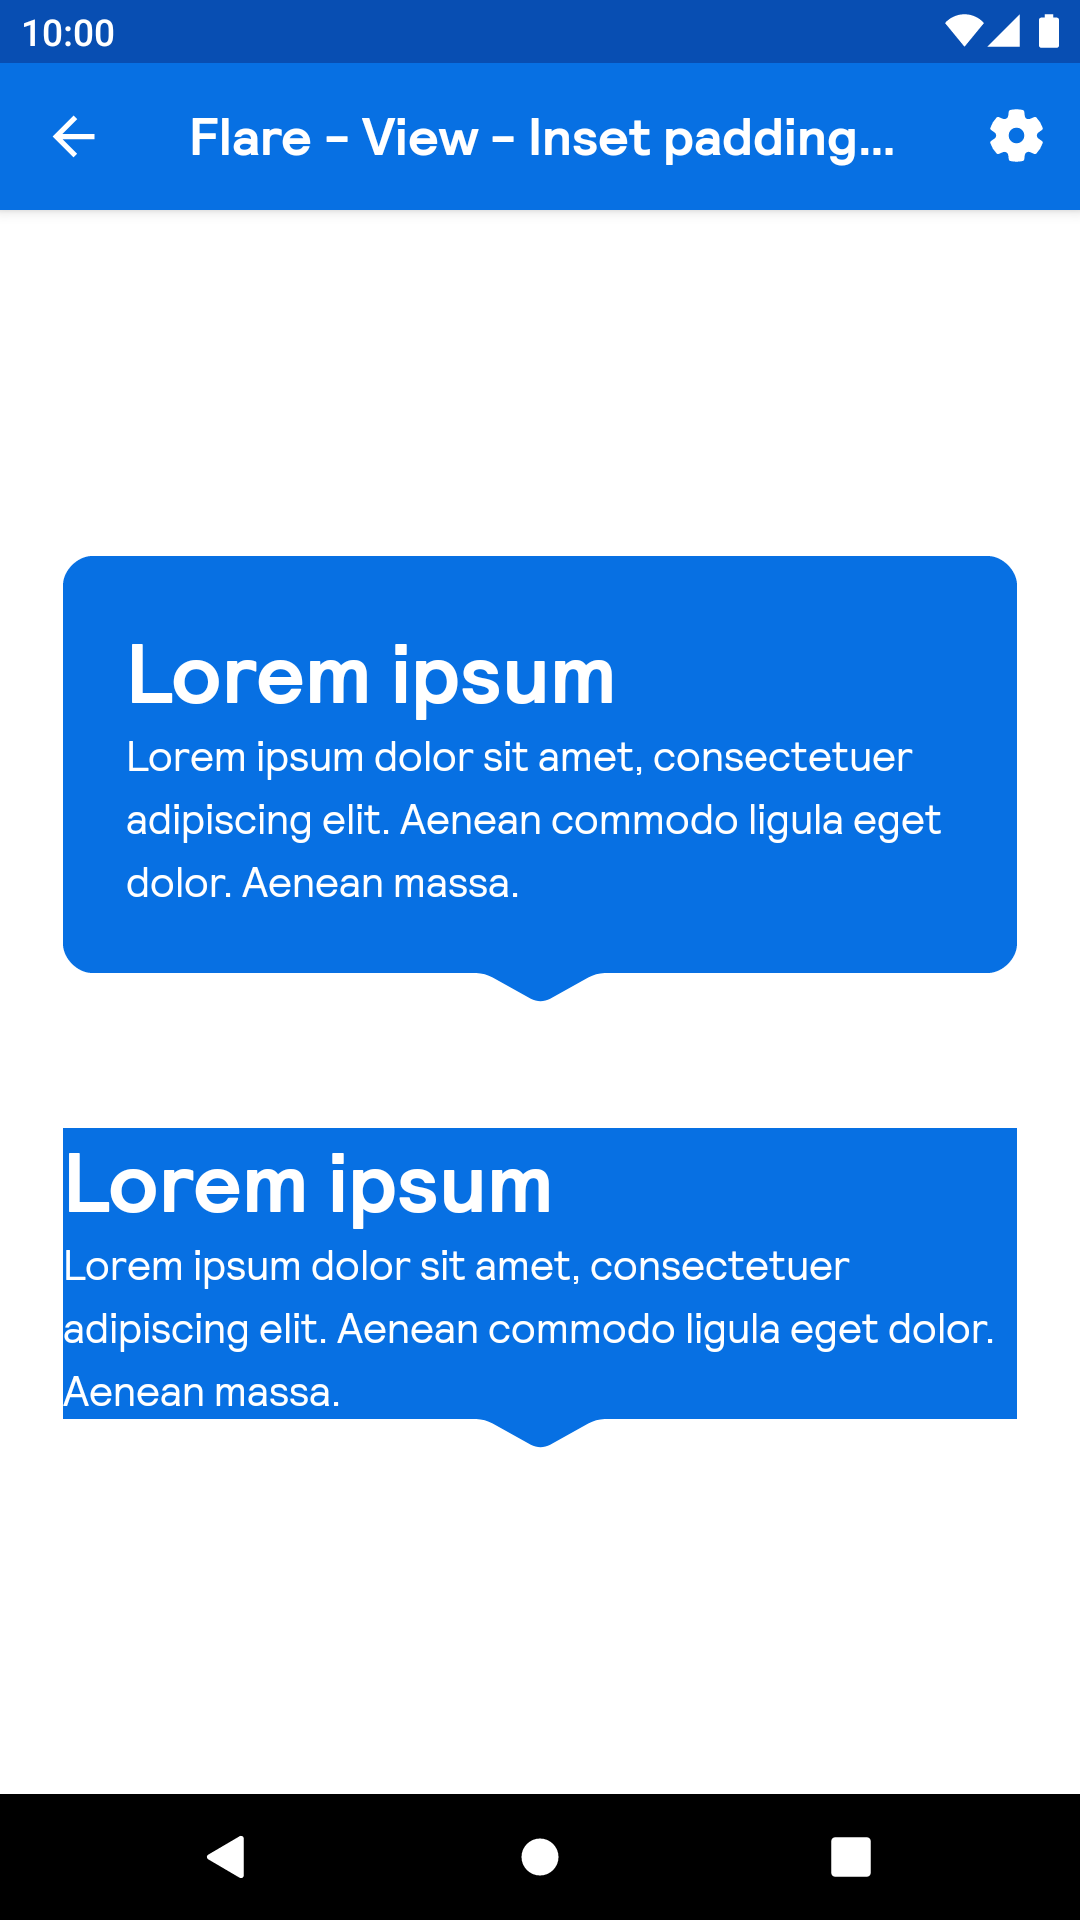 10:00
Flare - View - Inset padding...
Lorem ipsum
Lorem ipsum dolor sit amet, consectetuer
adipiscing elit. Aenean commodo ligula eget
dolor. Aenean massa.
Lorem ipsum
Lorem ipsum dolor sit amet, consectetuer
adipiscing elit. Aenean commodo ligula eget dolor.
Aenean massa.